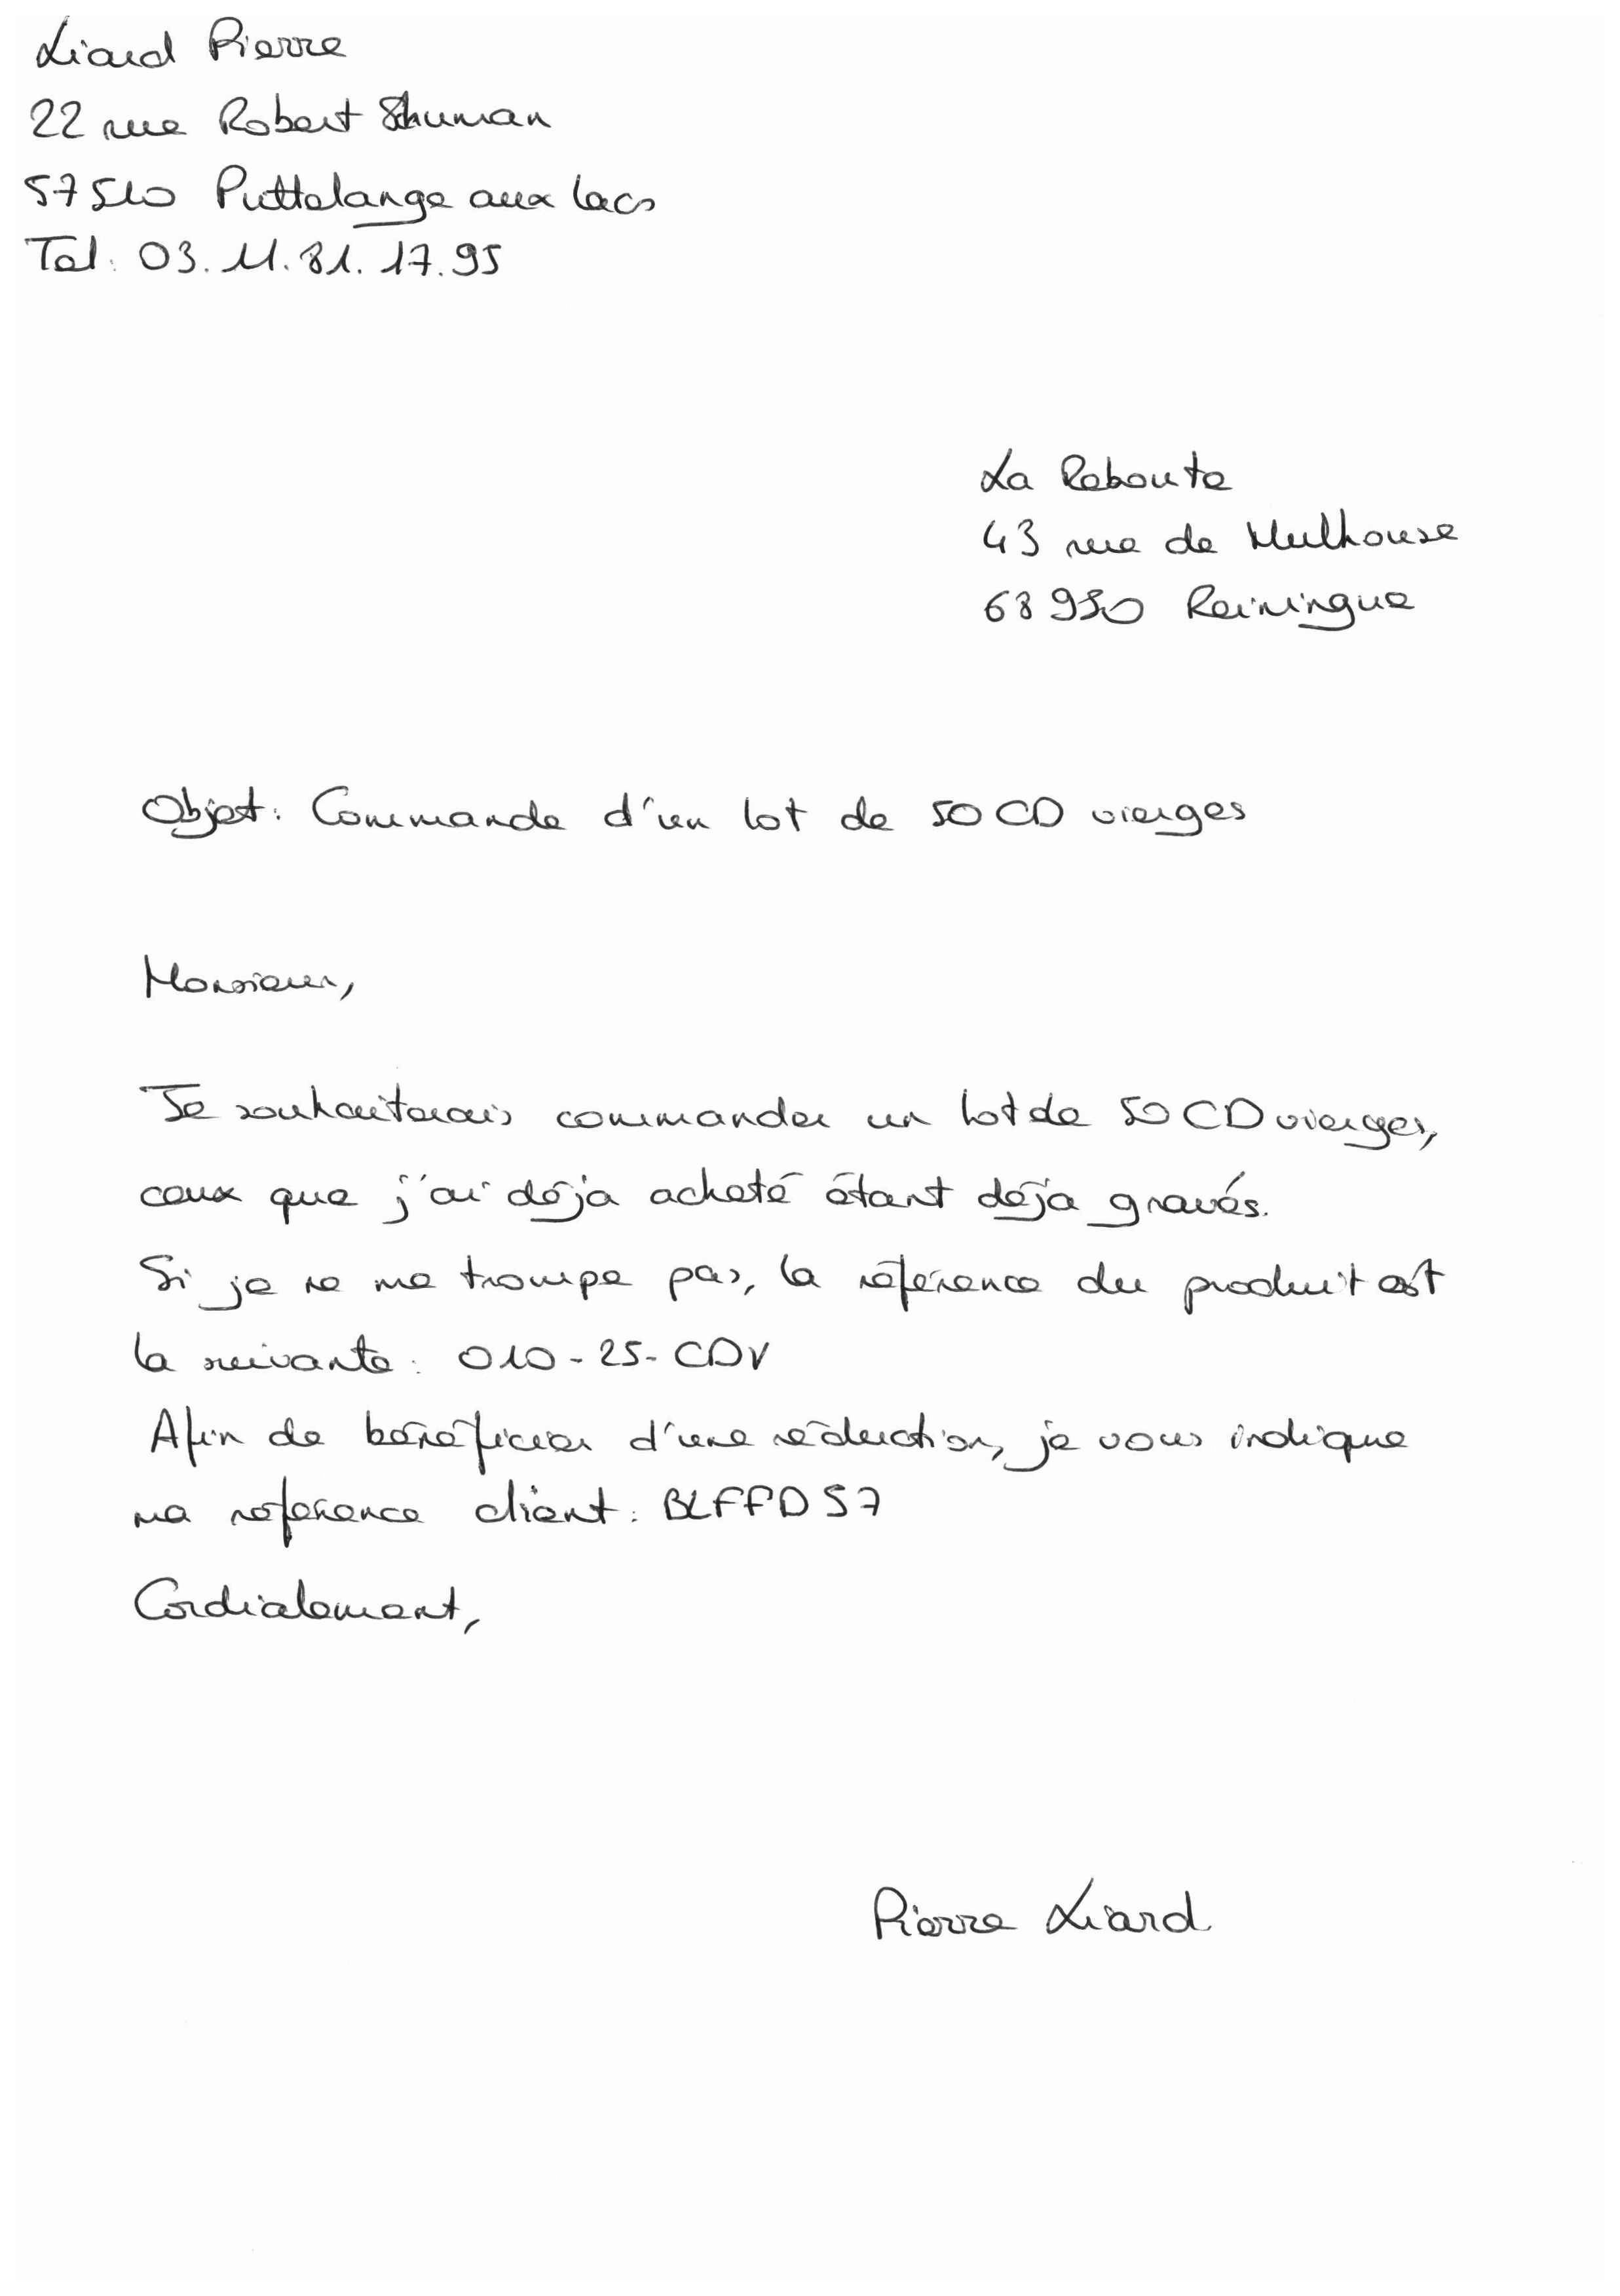 Liard Pierre
22 rue Robert Shuman
57510 Puttelange aux lacs
Tel: 03.11.81.17.95
La Reboute
43 rue de Mulhouse
68950 Reiningue
Objet: Commande d'un lot de 50 CD vierges
Monsieur,
Je souhaiterais commander un lot de 50 CD vierges,
ceux que j'ai déja acheté étant déja gravés.
Si je ne me trompe pas, la référence du produit est
la suivante: 010-25-CDV
Afin de bénéficier d'une réduction, je vous indique
ma référence client: BLFFD57
Cordialement,
Pierre Liard